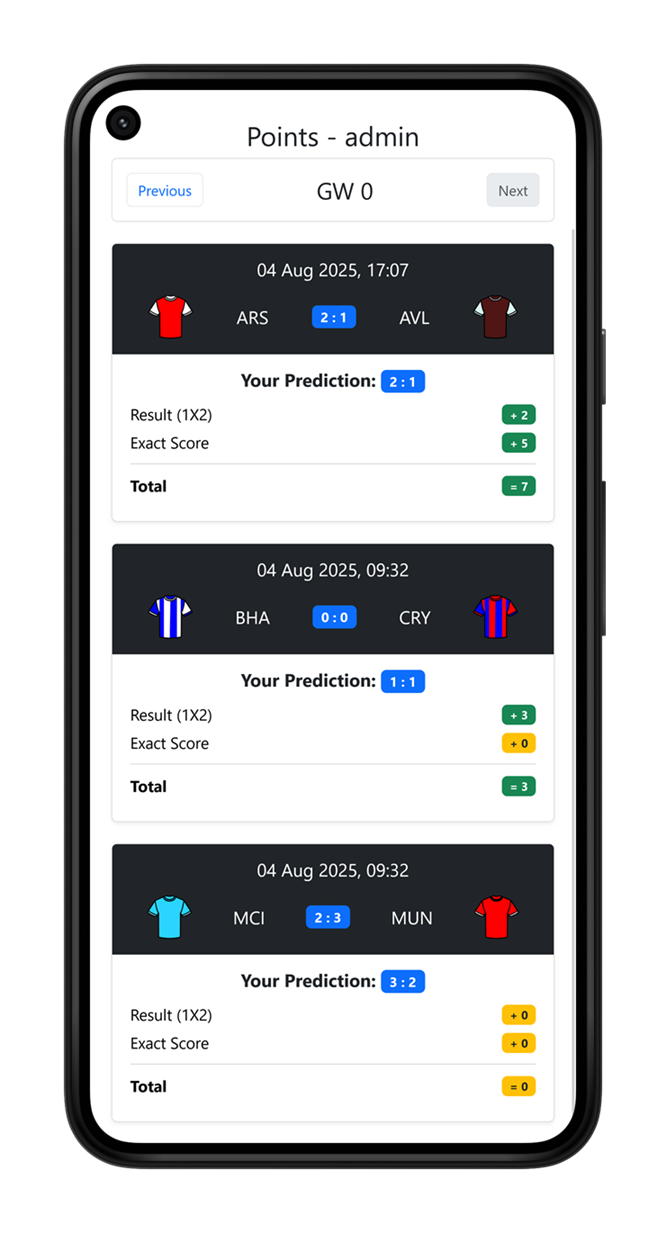 Points - admin
Previous GW 0 Next
04 Aug 2025, 17:07
ARS 2 : 1 AVL
Your Prediction: 2 : 1
Result (1X2) + 2
Exact Score + 5
Total = 7
04 Aug 2025, 09:32
BHA 0 : 0 CRY
Your Prediction: 1 : 1
Result (1X2) + 3
Exact Score + 0
Total = 3
04 Aug 2025, 09:32
MCI 2 : 3 MUN
Your Prediction: 3 : 2
Result (1X2) + 0
Exact Score + 0
Total = 0